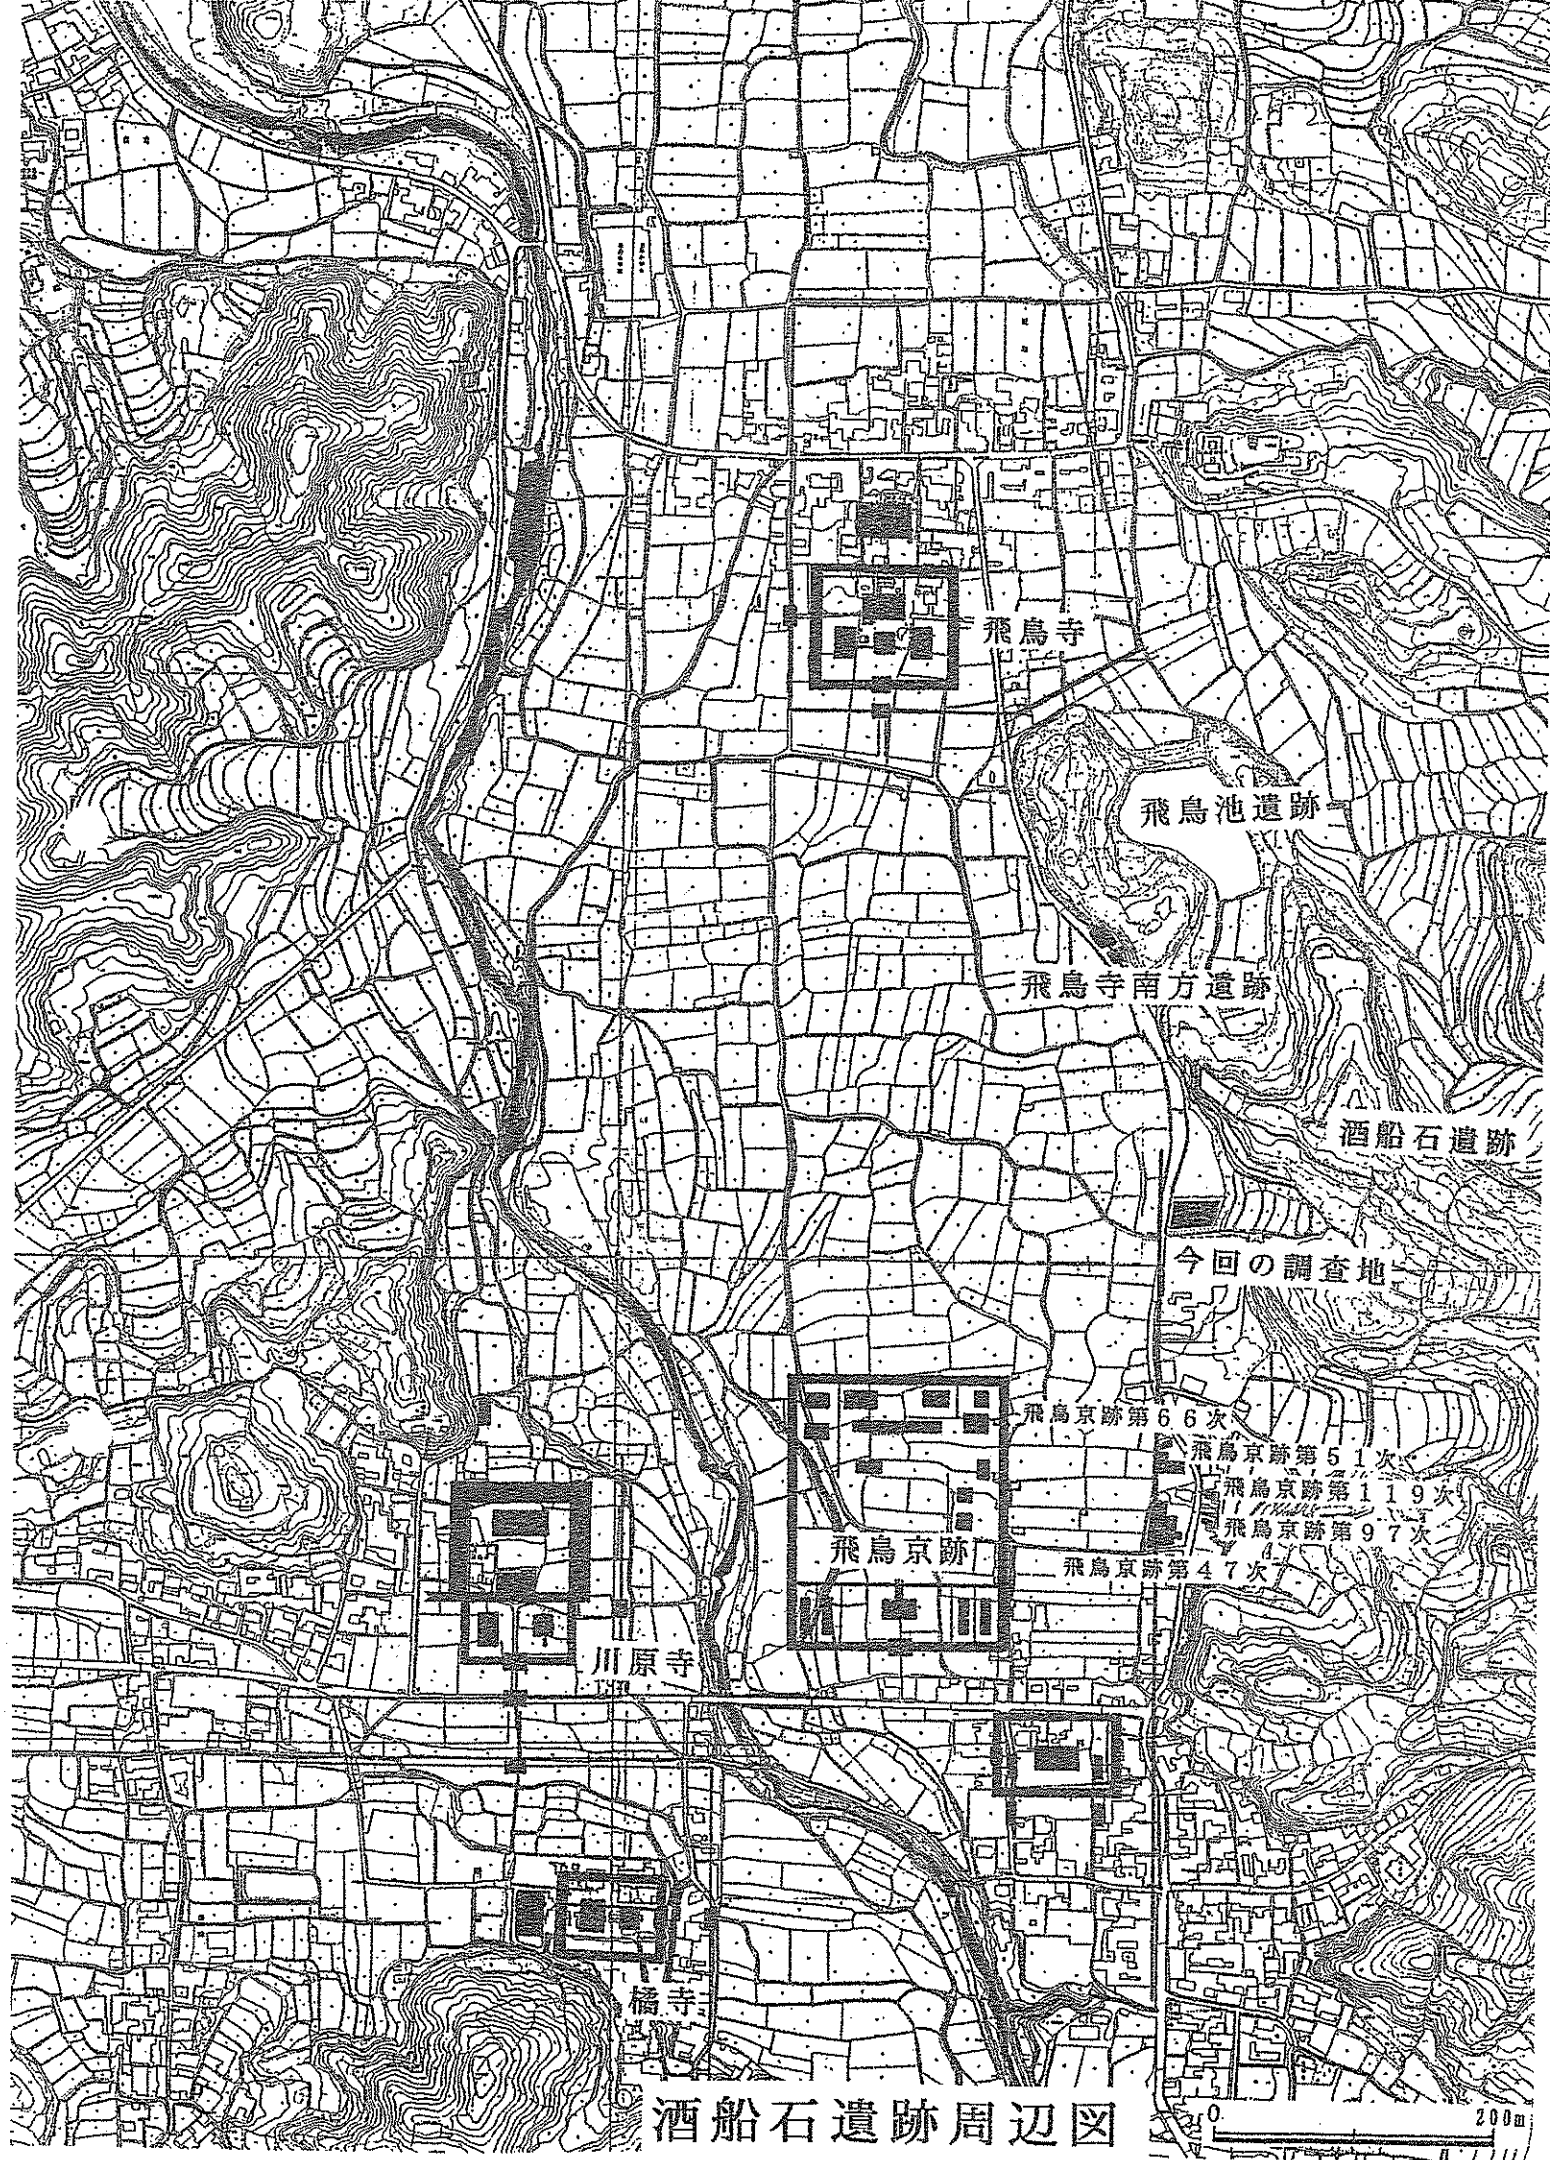 飛鳥寺
飛鳥池遺跡
飛鳥寺南方遺跡
酒船石遺跡
今回の調査地
飛鳥京跡第66次
飛鳥京跡第51次
飛鳥京跡第119次
飛鳥京跡第97次
飛鳥京跡
飛鳥京跡第47次
川原寺
橘寺
酒船石遺跡周辺図
0
200m